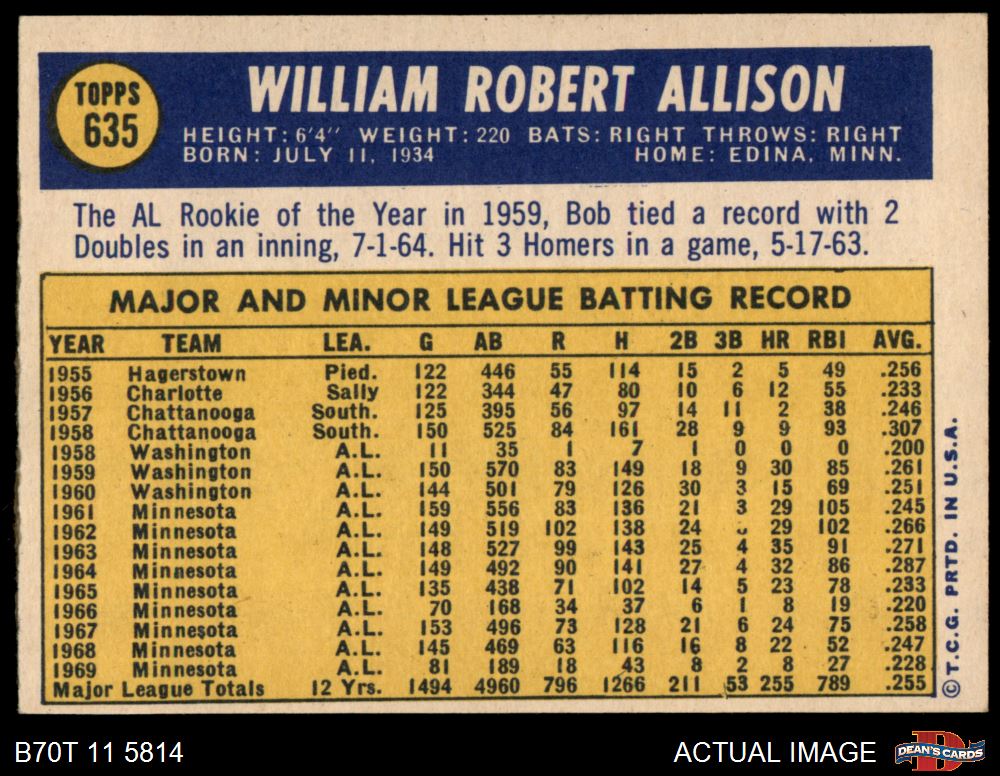 TOPPS
635
WILLIAM ROBERT ALLISON
HEIGHT: 6'4" WEIGHT: 220 BATS: RIGHT THROWS: RIGHT
BORN: JULY 11, 1934 HOME: EDINA, MINN.
The AL Rookie of the Year in 1959, Bob tied a record with 2
Doubles in an inning, 7-1-64. Hit 3 Homers in a game, 5-17-63.
MAJOR AND MINOR LEAGUE BATTING RECORD
YEAR TEAM LEA. G AB R H 2B 3B HR RBI AVG.
1955 Hagerstown Pied. 122 446 55 114 15 2 5 49 .256
1956 Charlotte Sally 122 344 47 80 10 6 12 55 .233
1957 Chattanooga South. 125 395 56 97 14 11 2 38 .246
1958 Chattanooga South. 150 525 84 161 28 9 9 93 .307
1958 Washington A.L. 11 35 1 7 1 0 0 0 .200
1959 Washington A.L. 150 570 83 149 18 9 30 85 .261
1960 Washington A.L. 144 501 79 126 30 3 15 69 .251
1961 Minnesota A.L. 159 556 83 136 21 3 29 105 .245
1962 Minnesota A.L. 149 519 102 138 24 29 102 .266
1963 Minnesota A.L. 148 527 99 143 25 4 35 91 .271
1964 Minnesota A.L. 149 492 90 141 27 4 32 86 .287
1965 Minnesota A.L. 135 438 71 102 14 5 23 78 .233
1966 Minnesota A.L. 70 168 34 37 6 1 8 19 .220
1967 Minnesota A.L. 153 496 73 128 21 6 24 75 .258
1968 Minnesota A.L. 145 469 63 116 16 8 22 52 .247
1969 Minnesota A.L. 81 189 18 43 8 2 8 27 .228
Major League Totals 12 Yrs. 1494 4960 796 1266 211 53 255 789 .255
© T.C.G. PRTD. IN U.S.A.
B70T 11 5814
ACTUAL IMAGE
DEAN'S CARDS